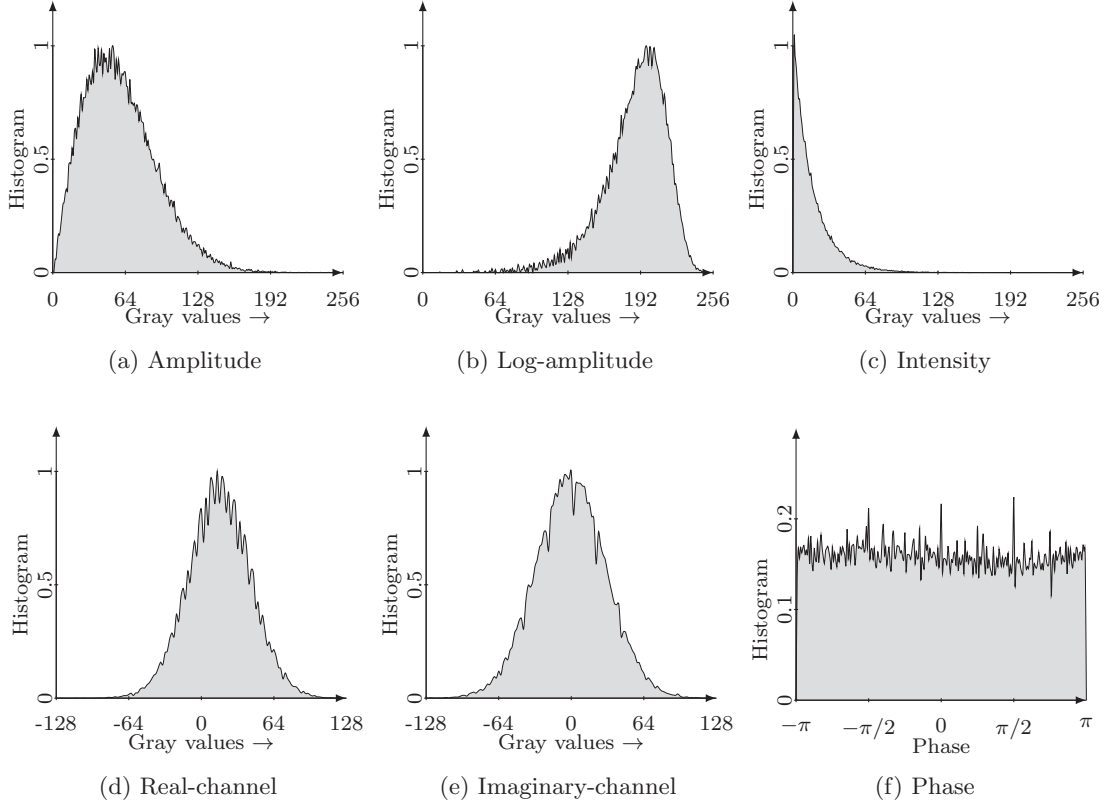 Histogram
1
0.5
0
0 64 128 192 256
Gray values →
(a) Amplitude
Histogram
1
0.5
0
0 64 128 192 256
Gray values →
(b) Log-amplitude
Histogram
1
0.5
0
0 64 128 192 256
Gray values →
(c) Intensity
Histogram
1
0.5
0
-128 -64 0 64 128
Gray values →
(d) Real-channel
Histogram
1
0.5
0
-128 -64 0 64 128
Gray values →
(e) Imaginary-channel
Histogram
0.2
0.1
0
−π −π/2 0 π/2 π
Phase
(f) Phase